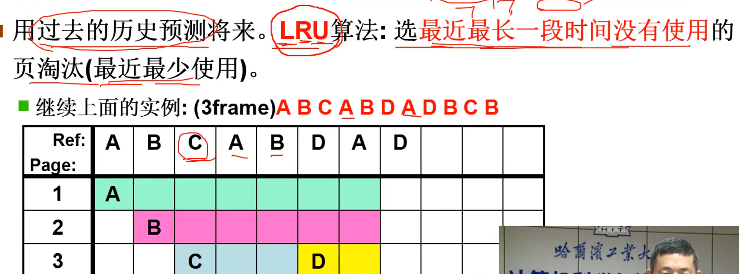 用过去的历史预测将来。LRU算法: 选最近最长一段时间没有使用的
页淘汰(最近最少使用)。
继续上面的实例: (3frame)A B C A B D A D B C B
Ref: A B C A B D A D
Page:
1 A
2 B
3 C D
哈尔滨工业大